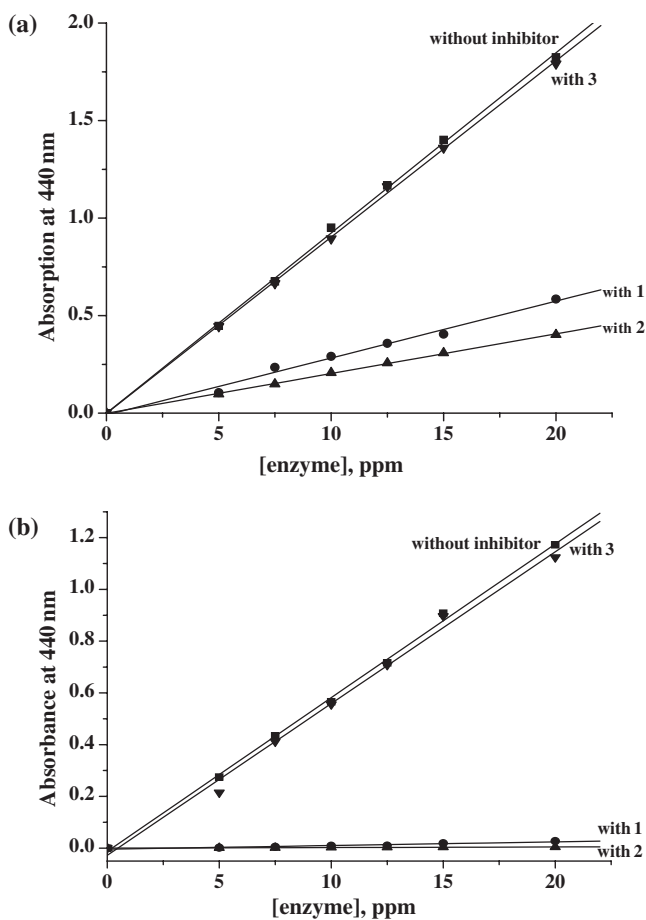 (a)
2.0
without inhibitor
with 3
1.5
1.0
0.5
0.0
with 1
with 2
Absorption at 440 nm
0 5 10 15 20
[enzyme], ppm
(b)
1.2
without inhibitor
with 3
1.0
0.8
0.6
0.4
0.2
0.0
with 1
with 2
Absorbance at 440 nm
0 5 10 15 20
[enzyme], ppm